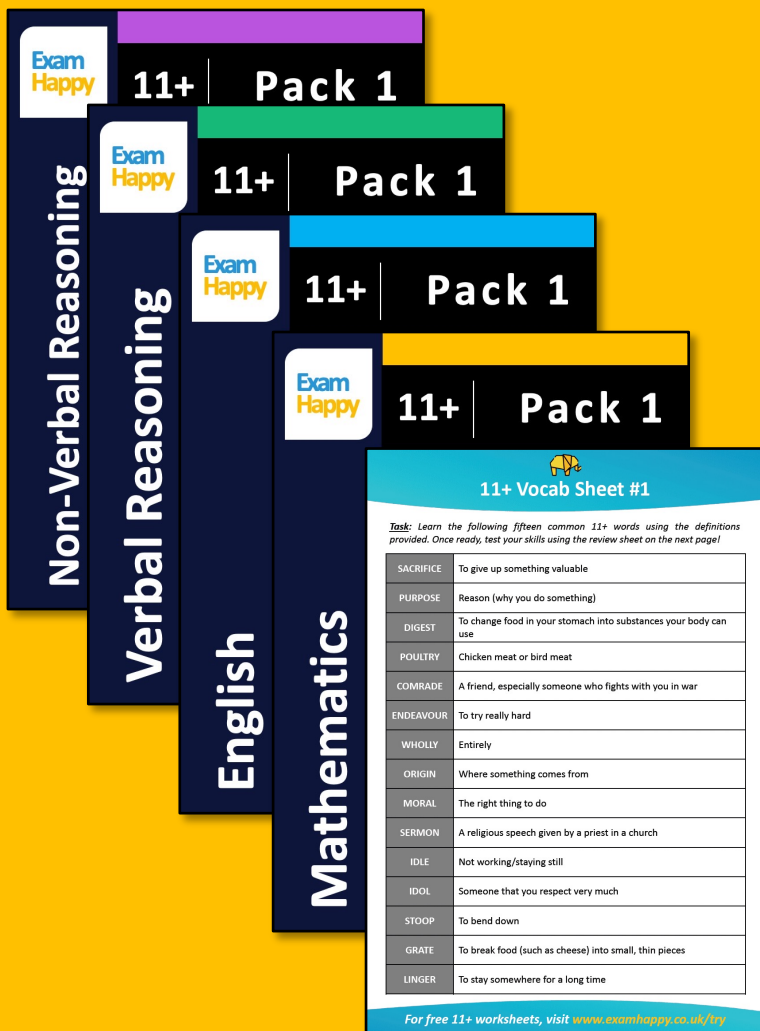 Exam
Happy
11+ Pack 1
Non-Verbal Reasoning
Exam
Happy
11+ Pack 1
Verbal Reasoning
Exam
Happy
11+ Pack 1
English
Exam
Happy
11+ Pack 1
Mathematics
11+ Vocab Sheet #1
Task: Learn the following fifteen common 11+ words using the definitions
provided. Once ready, test your skills using the review sheet on the next page!
SACRIFICE To give up something valuable
PURPOSE Reason (why you do something)
DIGEST To change food in your stomach into substances your body can
use
POULTRY Chicken meat or bird meat
COMRADE A friend, especially someone who fights with you in war
ENDEAVOUR To try really hard
WHOLLY Entirely
ORIGIN Where something comes from
MORAL The right thing to do
SERMON A religious speech given by a priest in a church
IDLE Not working/staying still
IDOL Someone that you respect very much
STOOP To bend down
GRATE To break food (such as cheese) into small, thin pieces
LINGER To stay somewhere for a long time
For free 11+ worksheets, visit www.examhappy.co.uk/try